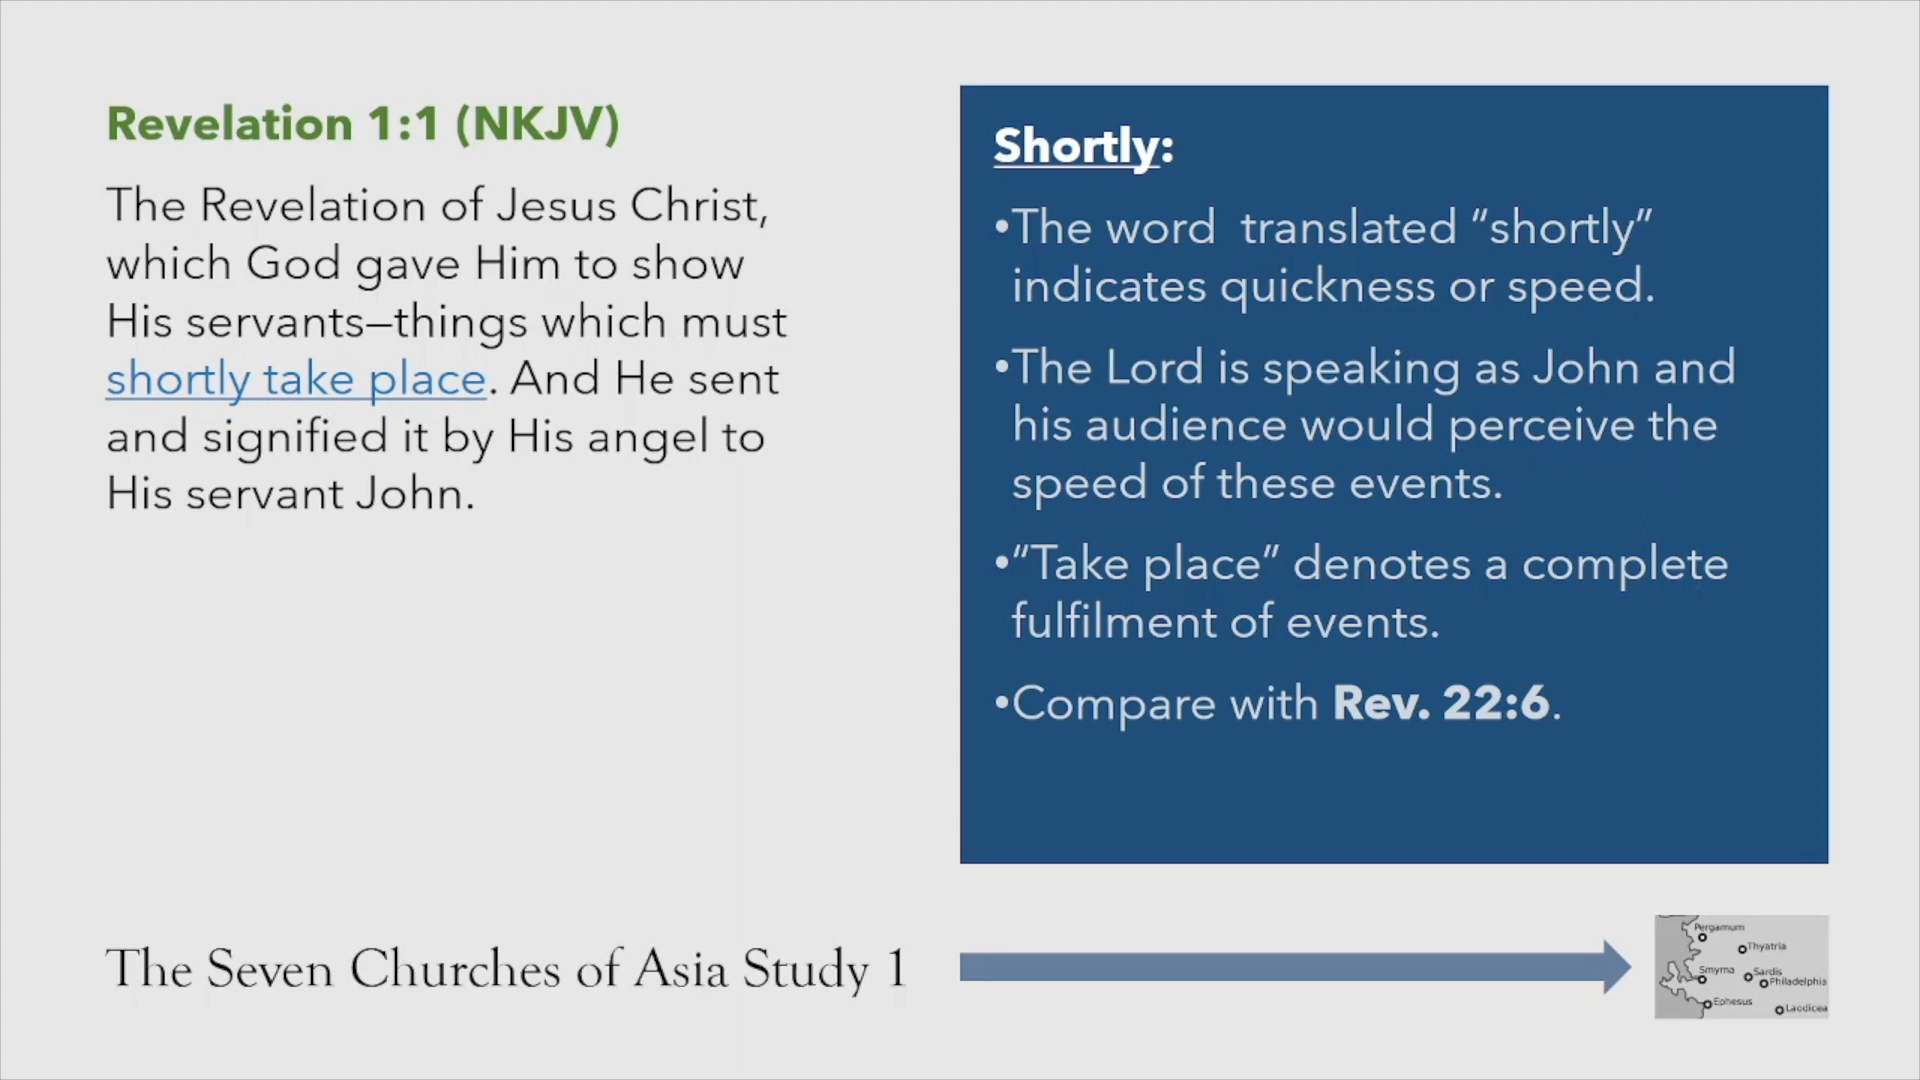 Revelation 1:1 (NKJV)
The Revelation of Jesus Christ,
which God gave Him to show
His servants—things which must
shortly take place. And He sent
and signified it by His angel to
His servant John.
Shortly:
•The word  translated “shortly”
indicates quickness or speed.
•The Lord is speaking as John and
his audience would perceive the
speed of these events.
•“Take place” denotes a complete
fulfilment of events.
•Compare with Rev. 22:6.
The Seven Churches of Asia Study 1
Pergamum
Thyatria
Smyrna
Sardis
Philadelphia
Ephesus
Laodicea